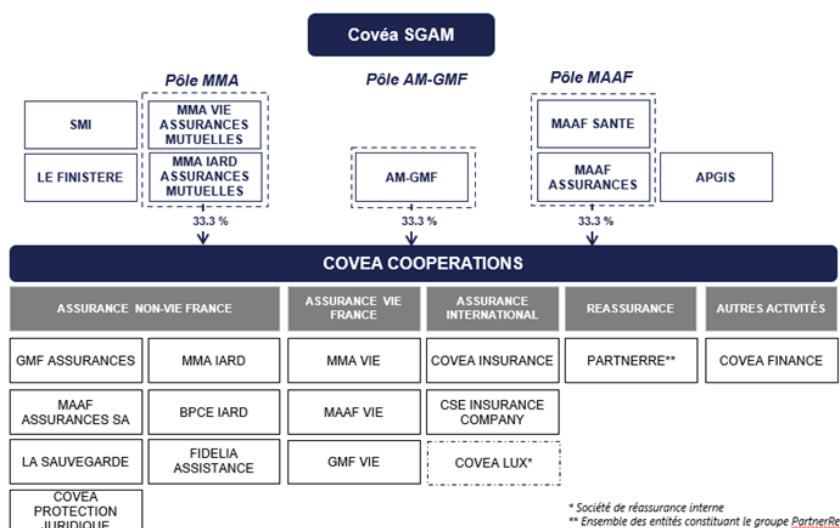 Covéa SGAM
Pôle MMA
Pôle AM-GMF
Pôle MAAF
SMI
MMA VIE
ASSURANCES
MUTUELLES
MAAF SANTE
LE FINISTERE
MMA IARD
ASSURANCES
MUTUELLES
AM-GMF
MAAF
ASSURANCES
APGIS
33.3 %
33.3 %
33.3 %
COVEA COOPERATIONS
ASSURANCE NON-VIE FRANCE
ASSURANCE VIE
FRANCE
ASSURANCE
INTERNATIONAL
REASSURANCE
AUTRES ACTIVITÉS
GMF ASSURANCES
MMA IARD
MMA VIE
COVEA INSURANCE
PARTNERRE**
COVEA FINANCE
MAAF
ASSURANCES SA
BPCE IARD
MAAF VIE
CSE INSURANCE
COMPANY
LA SAUVEGARDE
FIDELIA
ASSISTANCE
GMF VIE
COVEA LUX*
COVEA
PROTECTION
JURIDIQUE
* Société de réassurance interne
** Ensemble des entités constituant le groupe PartnerRe